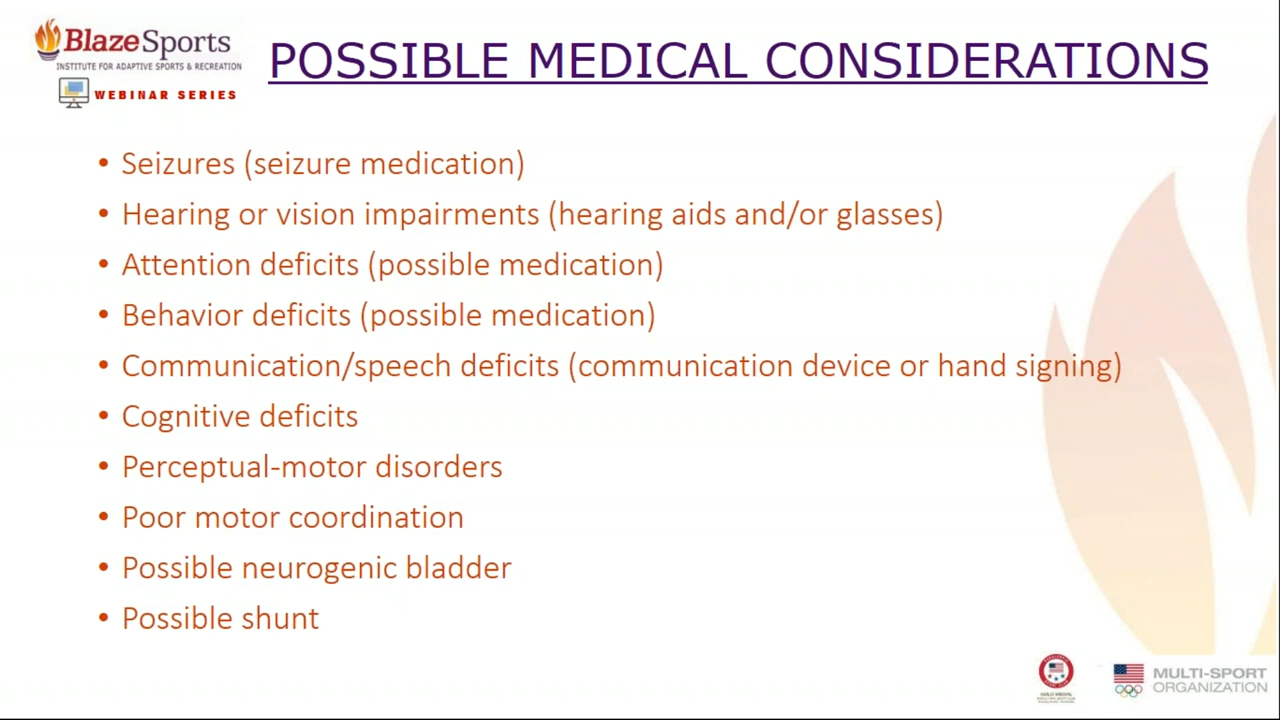 BlazeSports
INSTITUTE FOR ADAPTIVE SPORTS & RECREATION
WEBINAR SERIES
POSSIBLE MEDICAL CONSIDERATIONS
• Seizures (seizure medication)
• Hearing or vision impairments (hearing aids and/or glasses)
• Attention deficits (possible medication)
• Behavior deficits (possible medication)
• Communication/speech deficits (communication device or hand signing)
• Cognitive deficits
• Perceptual-motor disorders
• Poor motor coordination
• Possible neurogenic bladder
• Possible shunt
MULTI-SPORT
ORGANIZATION